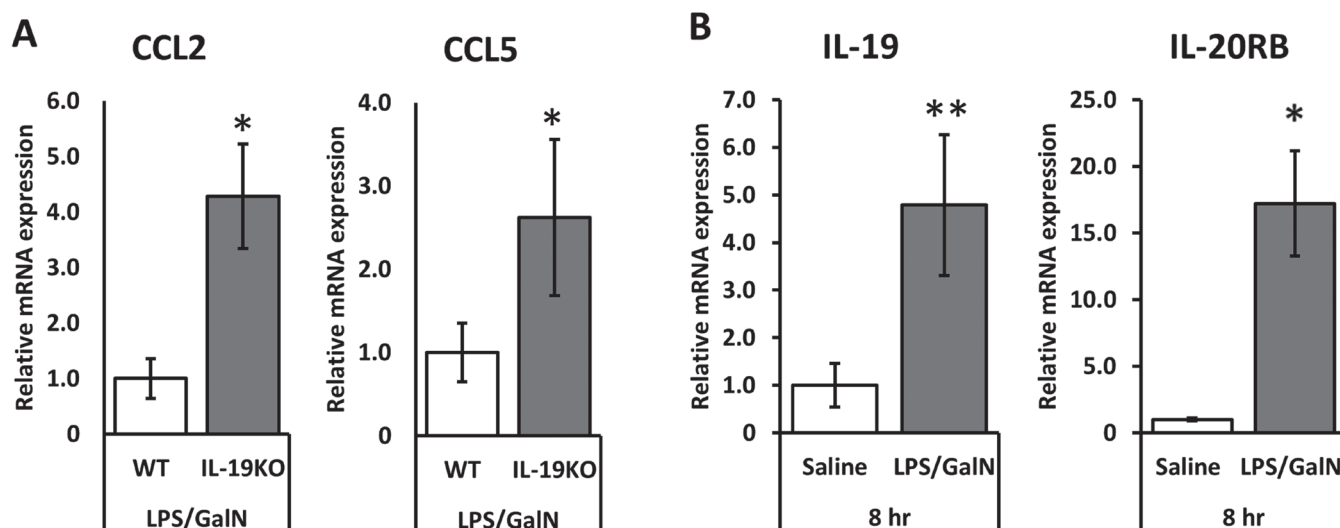 A
CCL2
Relative mRNA expression
6.0
5.0
4.0
3.0
2.0
1.0
0
*
WT IL-19KO
LPS/GalN
CCL5
Relative mRNA expression
4.0
3.0
2.0
1.0
0
*
WT IL-19KO
LPS/GalN
B
IL-19
Relative mRNA expression
7.0
6.0
5.0
4.0
3.0
2.0
1.0
0
**
Saline LPS/GalN
8 hr
IL-20RB
Relative mRNA expression
25.0
20.0
15.0
10.0
5.0
0
*
Saline LPS/GalN
8 hr